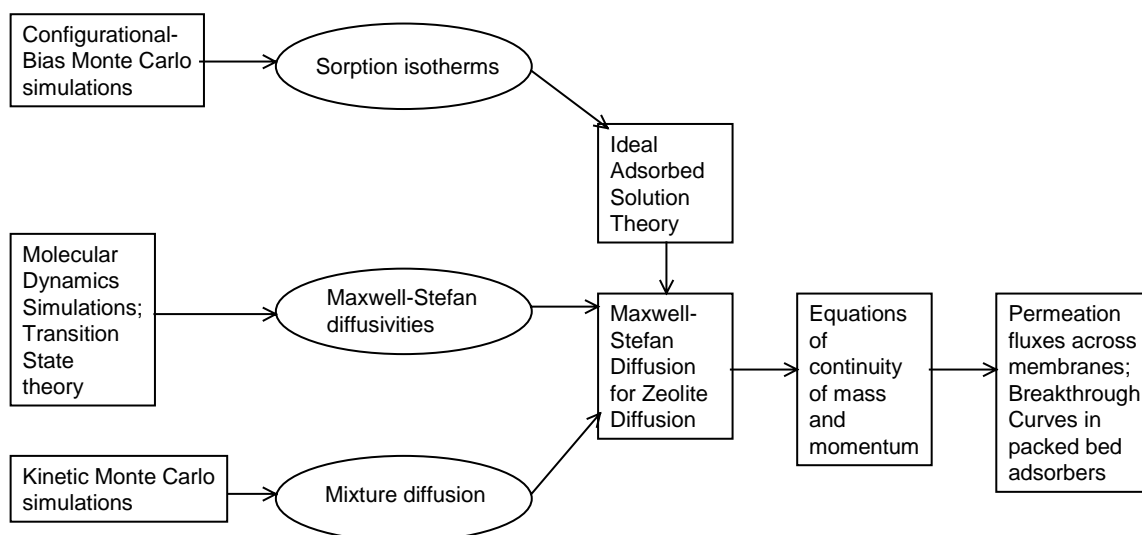 Configurational-
Bias Monte Carlo
simulations
Sorption isotherms
Ideal
Adsorbed
Solution
Theory
Molecular
Dynamics
Simulations;
Transition
State
theory
Maxwell-Stefan
diffusivities
Maxwell-
Stefan
Diffusion
for Zeolite
Diffusion
Equations
of
continuity
of mass
and
momentum
Permeation
fluxes across
membranes;
Breakthrough
Curves in
packed bed
adsorbers
Kinetic Monte Carlo
simulations
Mixture diffusion